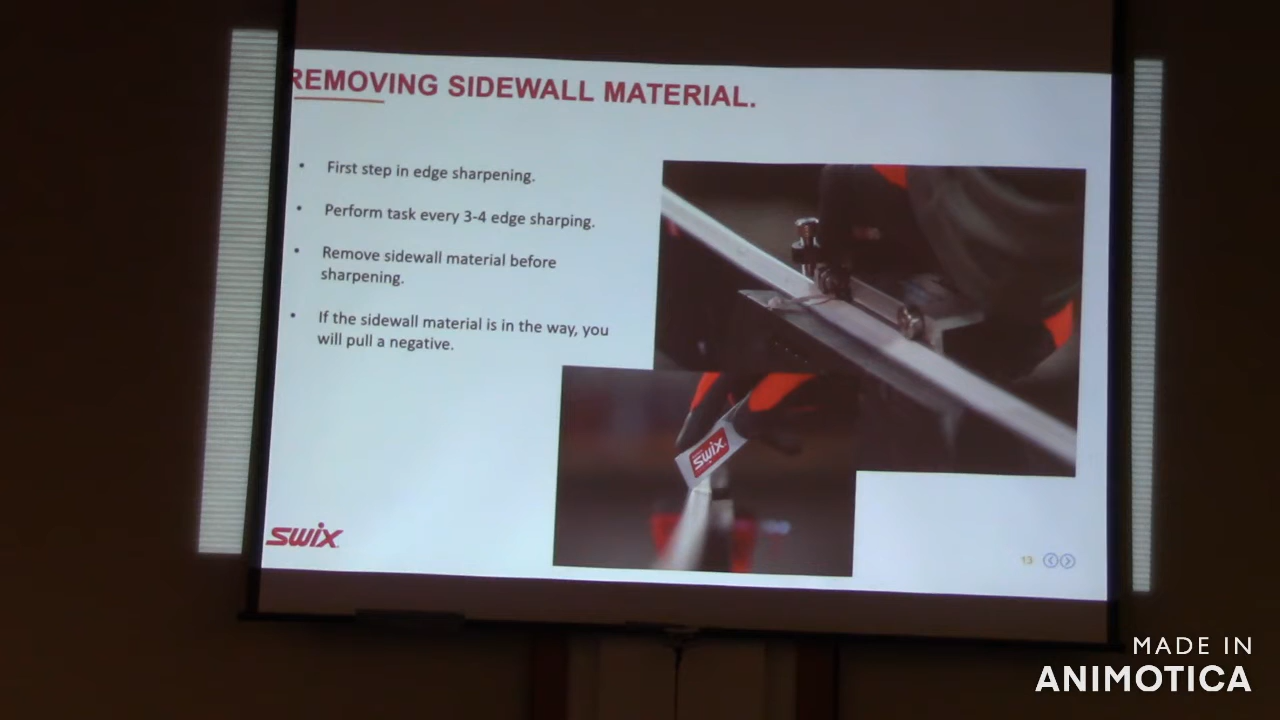 REMOVING SIDEWALL MATERIAL.
• First step in edge sharpening.
• Perform task every 3-4 edge sharping.
• Remove sidewall material before
sharpening.
• If the sidewall material is in the way, you
will pull a negative.
swix
swix
13
MADE IN
ANIMOTICA